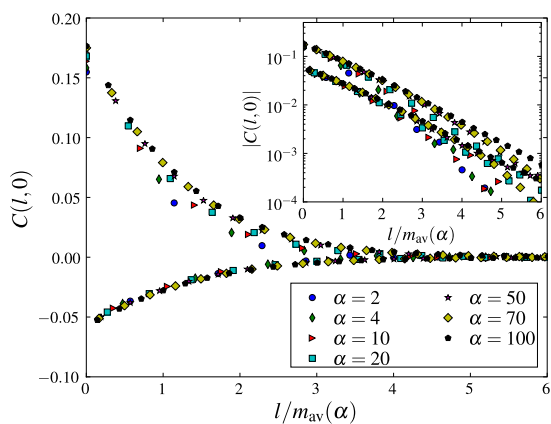 0.20
0.15
0.10
0.05
0.00
−0.05
−0.10
C(l,0)
0 1 2 3 4 5 6
l/m_av(α)
|C(l,0)|
10^−1
10^−2
10^−3
10^−4
0 1 2 3 4 5 6
l/m_av(α)
α = 2
α = 4
α = 10
α = 20
α = 50
α = 70
α = 100